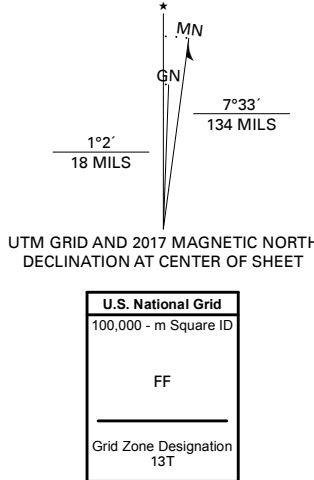 ★
MN
GN
7°33´
134 MILS
1°2´
18 MILS
UTM GRID AND 2017 MAGNETIC NORTH
DECLINATION AT CENTER OF SHEET
U.S. National Grid
100,000 - m Square ID
FF
Grid Zone Designation
13T